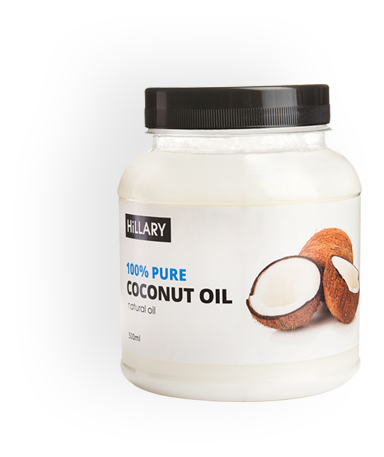 HiLLARY
100% PURE
COCONUT OIL
natural oil
500ml